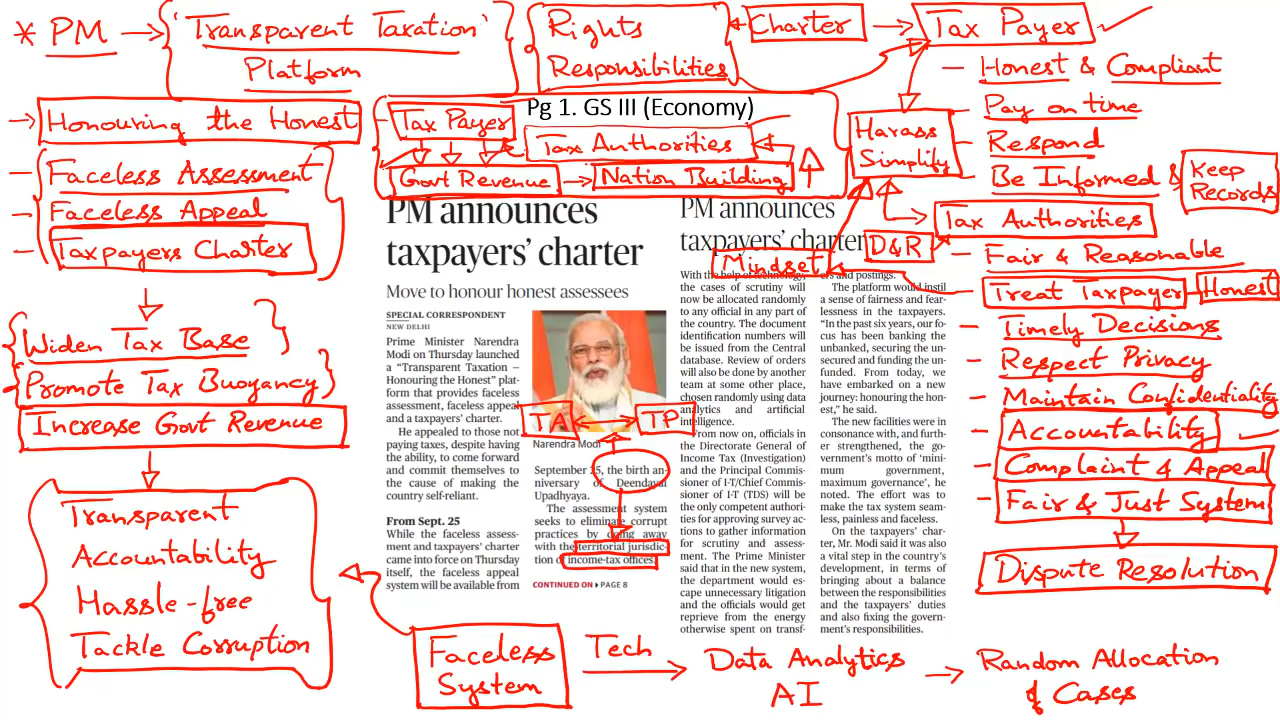 * PM → 'Transparent Taxation'
Platform
Rights
Responsibilities
Charter
Tax Payer
- Honest & Compliant
- Pay on time
- Respond
- Be Informed & Keep
Records
Harass
Simplify
→ Honouring the Honest
- Faceless Assessment
- Faceless Appeal
- Taxpayers Charter
Pg 1. GS III (Economy)
- Tax Payer
Tax Authorities
Govt Revenue → Nation Building
Tax Authorities
D&R
Mindset
- Fair & Reasonable
- Treat Taxpayer - Honest
- Timely Decisions
- Respect Privacy
- Maintain Confidentiality
- Accountability
- Complaint & Appeal
- Fair & Just System
Dispute Resolution
Widen Tax Base
Promote Tax Buoyancy
Increase Govt Revenue
Transparent
Accountability
Hassle-free
Tackle Corruption
PM announces
taxpayers' charter
Move to honour honest assessees
SPECIAL CORRESPONDENT
NEW DELHI
Prime Minister Narendra
Modi on Thursday launched
a "Transparent Taxation –
Honouring the Honest" plat-
form that provides faceless
assessment, faceless appeal
and a taxpayers' charter.
He appealed to those not
paying taxes, despite having
the ability, to come forward
and commit themselves to
the cause of making the
country self-reliant.
From Sept. 25
While the faceless assess-
ment and taxpayers' charter
came into force on Thursday
itself, the faceless appeal
system will be available from
TA
TP
Narendra Modi
September 25, the birth an-
niversary of Deendayal
Upadhyaya.
The assessment system
seeks to eliminate corrupt
practices by doing away
with the territorial jurisdic-
tion of income-tax offices.
CONTINUED ON ▸ PAGE 8
PM announces
taxpayers' charter
With the help of technology,
the cases of scrutiny will
now be allocated randomly
to any official in any part of
the country. The document
identification numbers will
be issued from the Central
database. Review of orders
will also be done by another
team at some other place,
chosen randomly using data
analytics and artificial
intelligence.
From now on, officials in
the Directorate General of
Income Tax (Investigation)
and the Principal Commis-
sioner of I-T/Chief Commis-
sioner of I-T (TDS) will be
the only competent authori-
ties for approving survey ac-
tions to gather information
for scrutiny and assess-
ment. The Prime Minister
said that in the new system,
the department would es-
cape unnecessary litigation
and the officials would get
reprieve from the energy
otherwise spent on transf-
ers and postings.
The platform would instil
a sense of fairness and fear-
lessness in the taxpayers.
"In the past six years, our fo-
cus has been banking the
unbanked, securing the un-
secured and funding the un-
funded. From today, we
have embarked on a new
journey: honouring the hon-
est," he said.
The new facilities were in
consonance with, and furth-
er strengthened, the go-
vernment's motto of 'mini-
mum government,
maximum governance', he
noted. The effort was to
make the tax system seam-
less, painless and faceless.
On the taxpayers' char-
ter, Mr. Modi said it was also
a vital step in the country's
development, in terms of
bringing about a balance
between the responsibilities
and the taxpayers' duties
and also fixing the govern-
ment's responsibilities.
Faceless
System
Tech
Data Analytics
AI
→ Random Allocation
of Cases